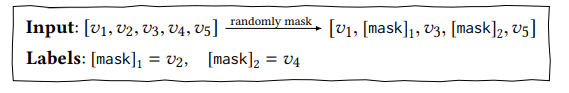 Input: [v₁, v₂, v₃, v₄, v₅] randomly mask → [v₁, [mask]₁, v₃, [mask]₂, v₅]
Labels: [mask]₁ = v₂, [mask]₂ = v₄